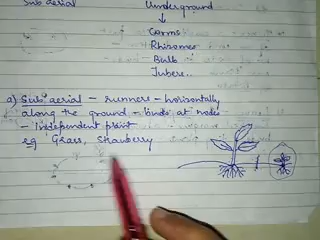 Sub aerial Underground
Corms
Rhizomes
Bulb
Tubers..
a) Sub aerial - runners - horizontally
along the ground - buds at nodes
- independent plant
eg Grass, Strawberry